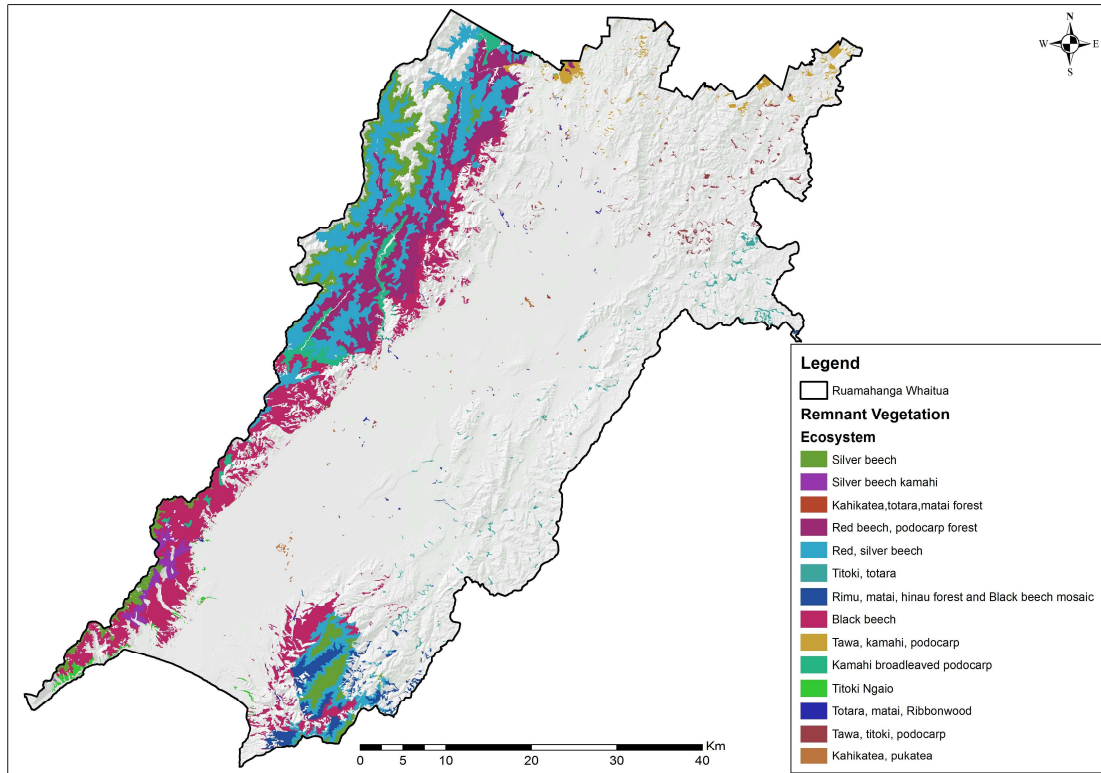 N
W E
S
Legend
Ruamahanga Whaitua
Remnant Vegetation
Ecosystem
Silver beech
Silver beech kamahi
Kahikatea,totara,matai forest
Red beech, podocarp forest
Red, silver beech
Titoki, totara
Rimu, matai, hinau forest and Black beech mosaic
Black beech
Tawa, kamahi, podocarp
Kamahi broadleaved podocarp
Titoki Ngaio
Totara, matai, Ribbonwood
Tawa, titoki, podocarp
Kahikatea, pukatea
Km
0 5 10 20 30 40